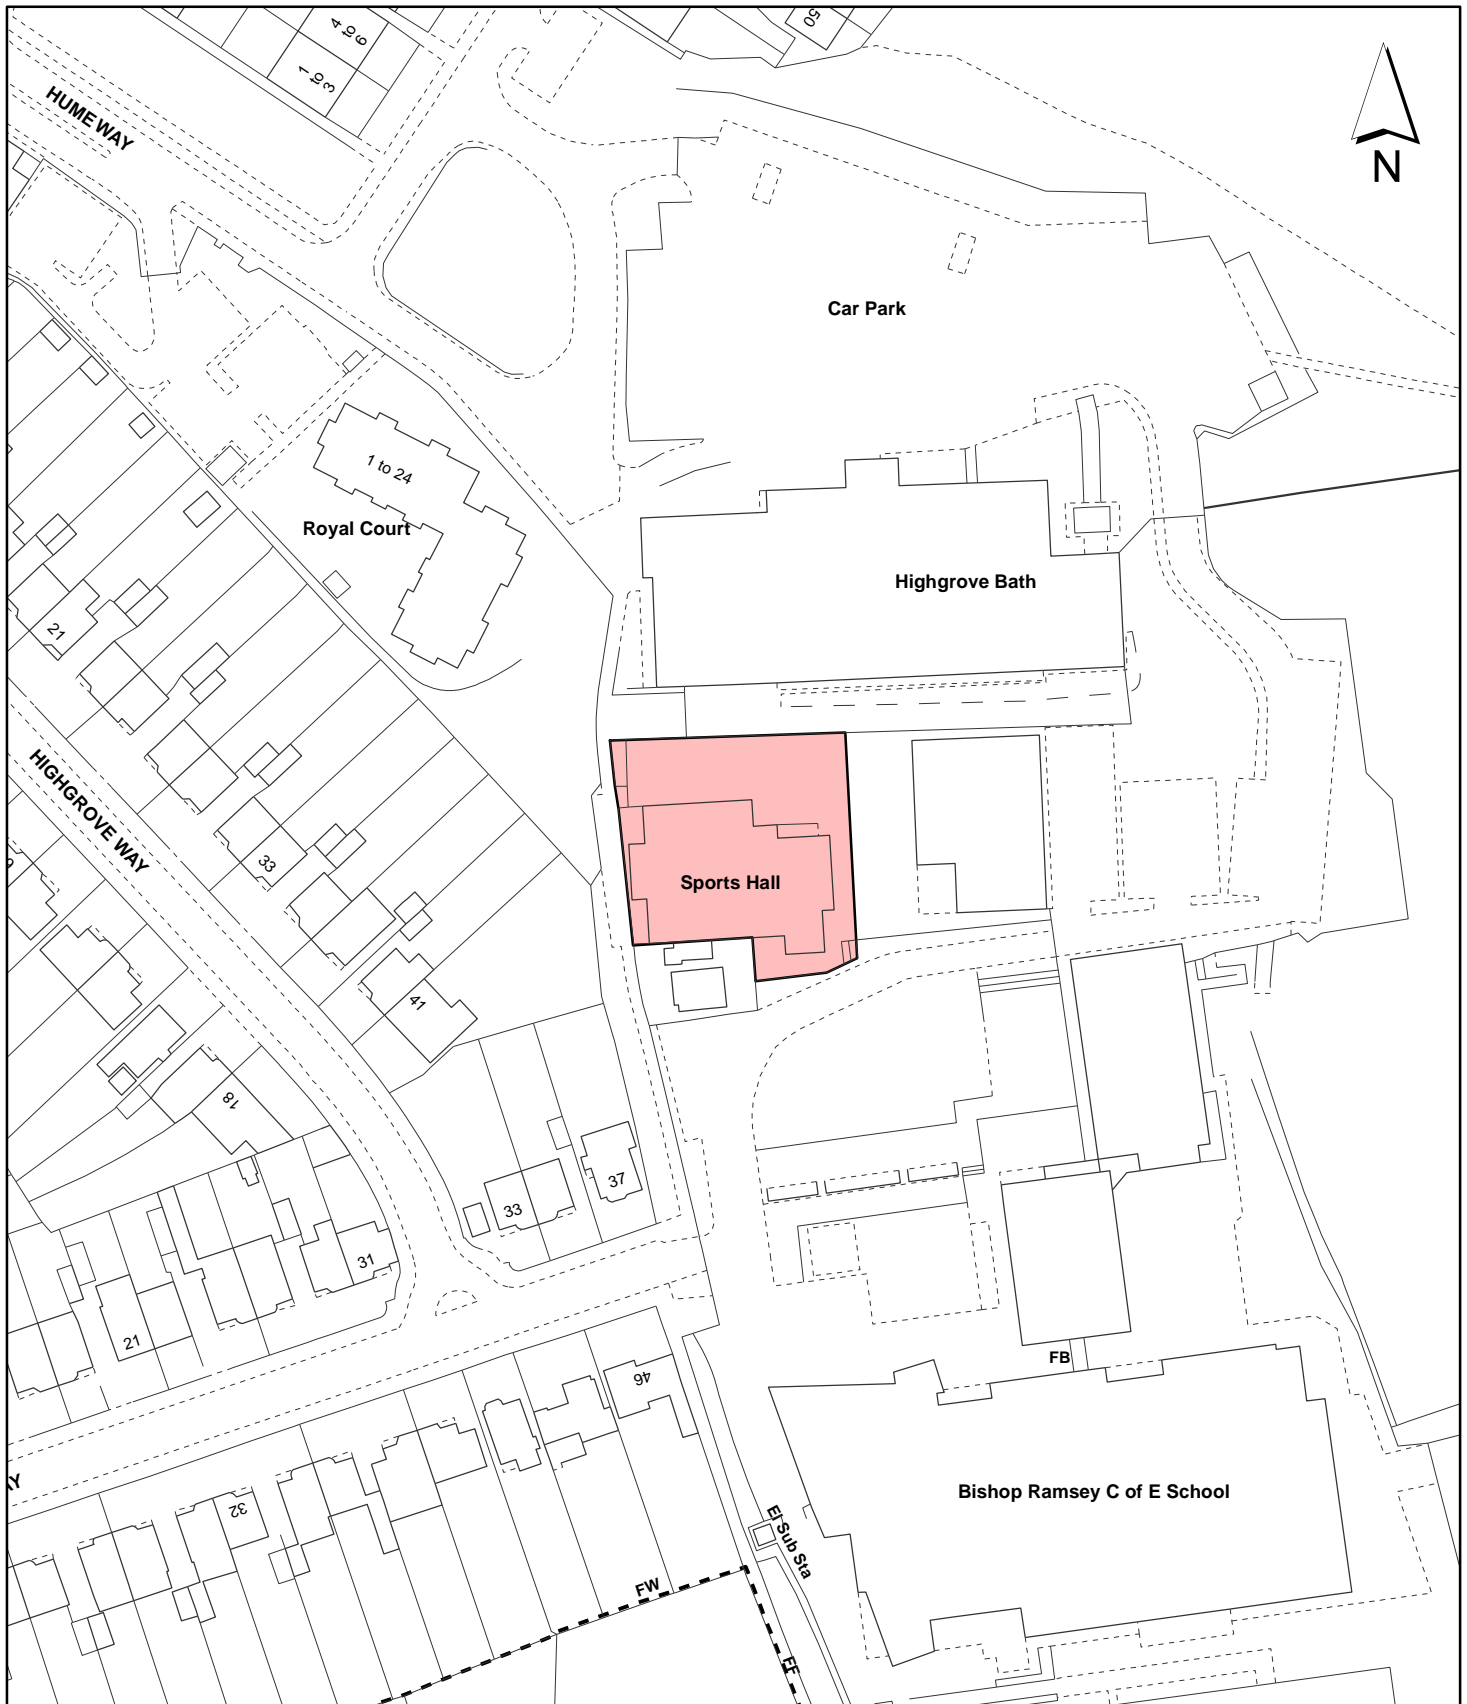 50
4 to 6
1 to 3
HUME WAY
N
Car Park
1 to 24
Royal Court
Highgrove Bath
21
HIGHGROVE WAY
33
Sports Hall
41
18
37
33
31
21
FB
46
Bishop Ramsey C of E School
32
El Sub Sta
FW
FF